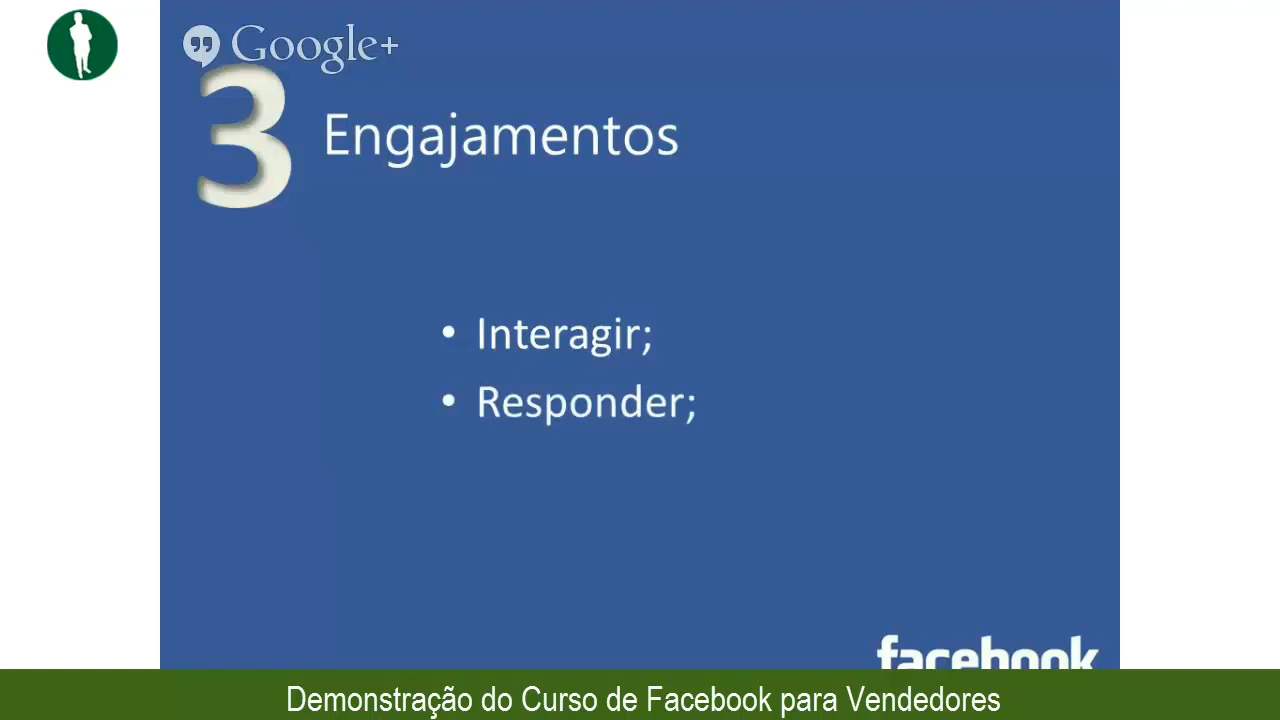 Google+
3 Engajamentos
• Interagir;
• Responder;
facebook
Demonstração do Curso de Facebook para Vendedores